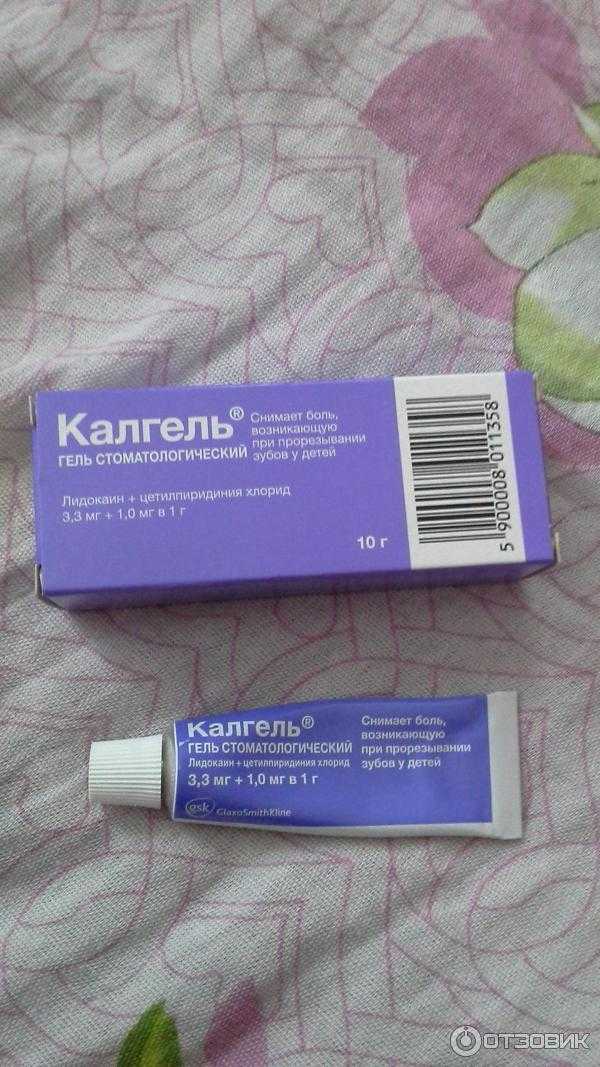 Калгель®
ГЕЛЬ СТОМАТОЛОГИЧЕСКИЙ
Снимает боль,
возникающую
при прорезывании
зубов у детей
Лидокаин + цетилпиридиния хлорид
3,3 мг + 1,0 мг в 1 г
10 г
5 900008 011358
Калгель®
ГЕЛЬ СТОМАТОЛОГИЧЕСКИЙ
Лидокаин + цетилпиридиния хлорид
3,3 мг + 1,0 мг в 1 г
Снимает боль,
возникающую
при прорезывании
зубов у детей
gsk GlaxoSmithKline
ОТЗОВИК